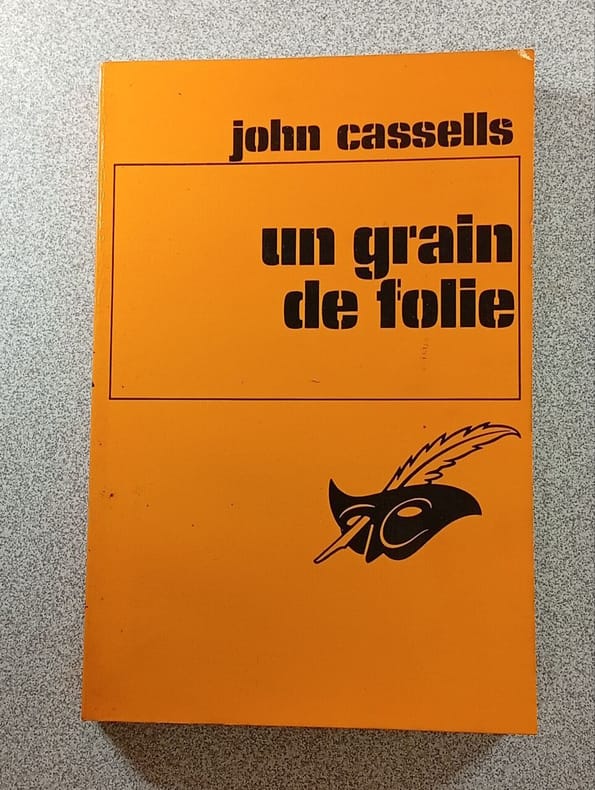 john cassells
un grain
de folie